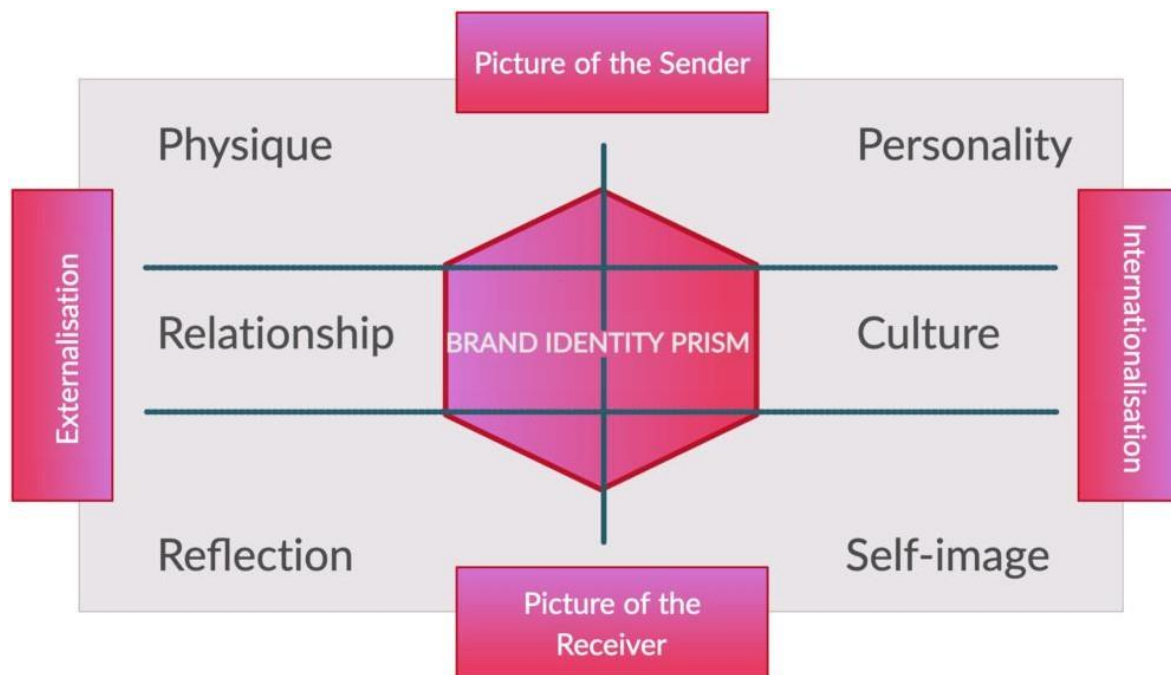 Picture of the Sender
Physique
Personality
Externalisation
Relationship
BRAND IDENTITY PRISM
Culture
Internationalisation
Reflection
Self-image
Picture of the
Receiver